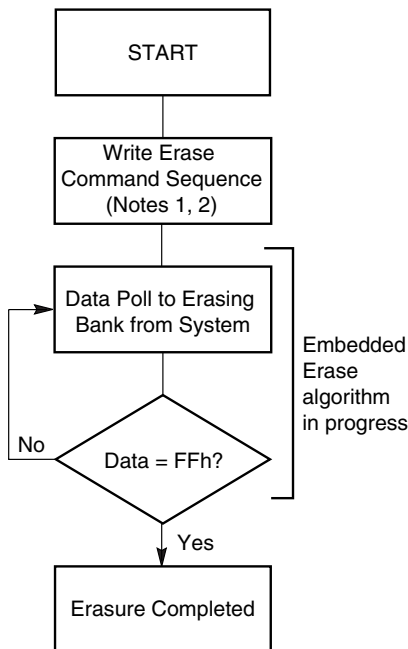 START
Write Erase
Command Sequence
(Notes 1, 2)
Data Poll to Erasing
Bank from System
Embedded
Erase
algorithm
in progress
No
Data = FFh?
Yes
Erasure Completed